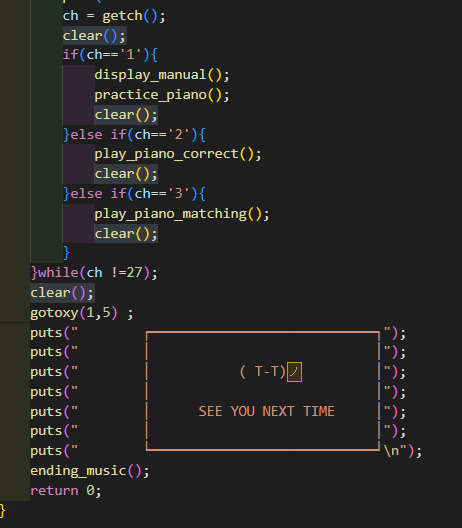 ch = getch();
clear();
if(ch=='1'){
display_manual();
practice_piano();
clear();
}else if(ch=='2'){
play_piano_correct();
clear();
}else if(ch=='3'){
play_piano_matching();
clear();
}
}while(ch !=27);
clear();
gotoxy(1,5) ;
puts("        ┌────────────────────────────┐");
puts("        │                            │");
puts("        │           ( T-T)ﾉ          │");
puts("        │                            │");
puts("        │      SEE YOU NEXT TIME     │");
puts("        │                            │");
puts("        └────────────────────────────┘\n");
ending_music();
return 0;
}